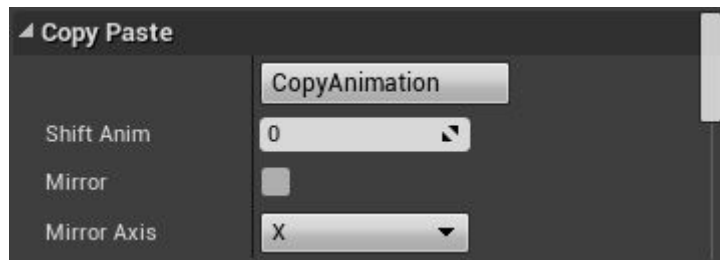 Copy Paste
CopyAnimation
Shift Anim 0
Mirror
Mirror Axis X